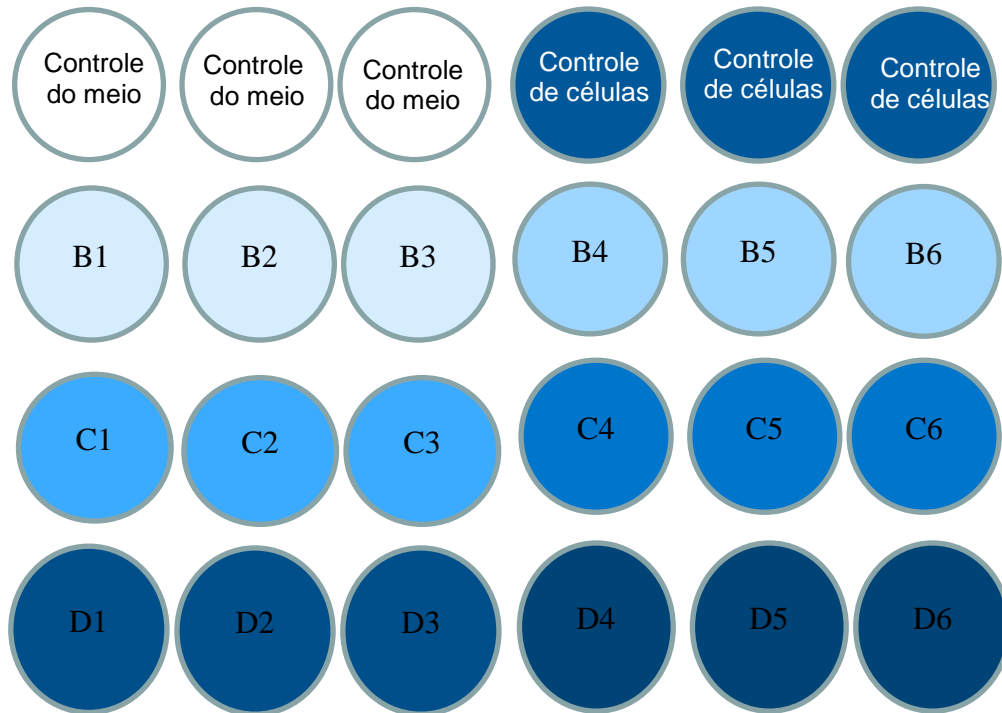 Controle
do meio
Controle
do meio
Controle
do meio
Controle
de células
Controle
de células
Controle
de células
B1
B2
B3
B4
B5
B6
C1
C2
C3
C4
C5
C6
D1
D2
D3
D4
D5
D6